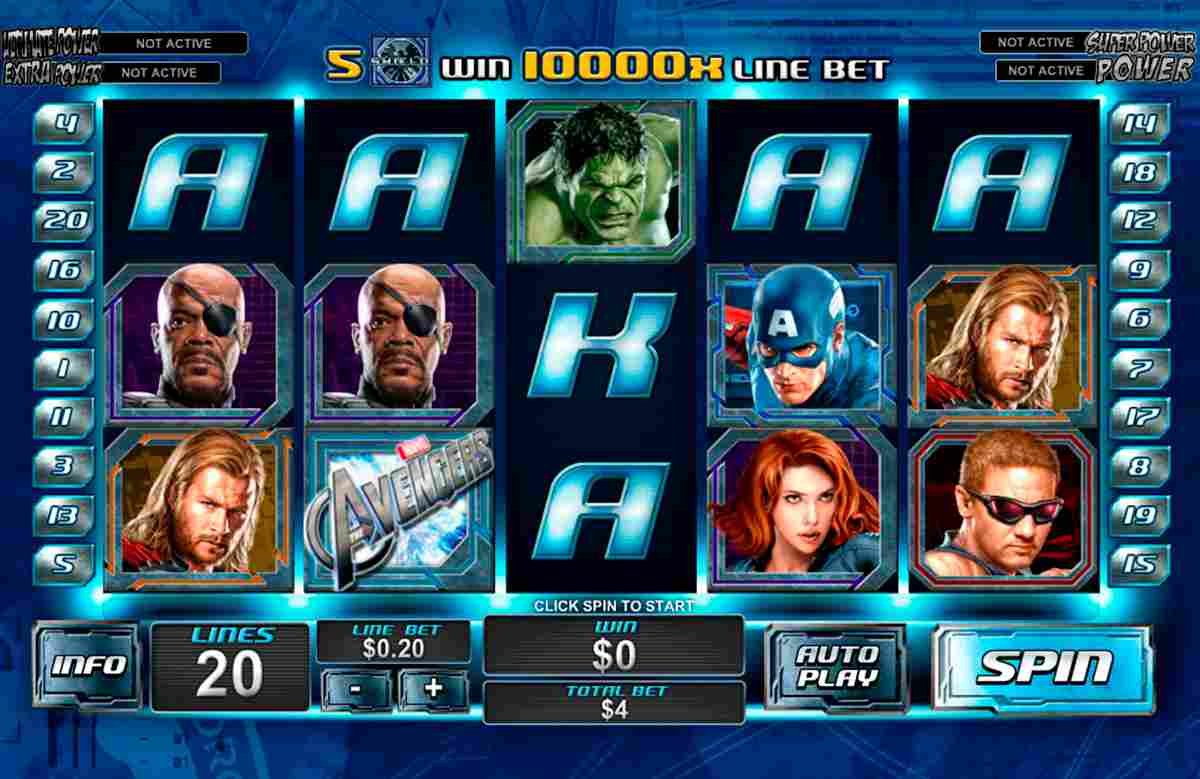 ULTIMATE POWER NOT ACTIVE
EXTRA POWER NOT ACTIVE
5 SHIELD WIN 10000X LINE BET
NOT ACTIVE SUPER POWER
NOT ACTIVE POWER
4
2
20
16
10
1
11
3
13
5
A A A A
A K
MARVEL
AVENGERS A
14
18
12
9
6
7
17
8
19
15
CLICK SPIN TO START
INFO
LINES
20
LINE BET
$0.20
- +
WIN
$0
TOTAL BET
$4
AUTO
PLAY
SPIN